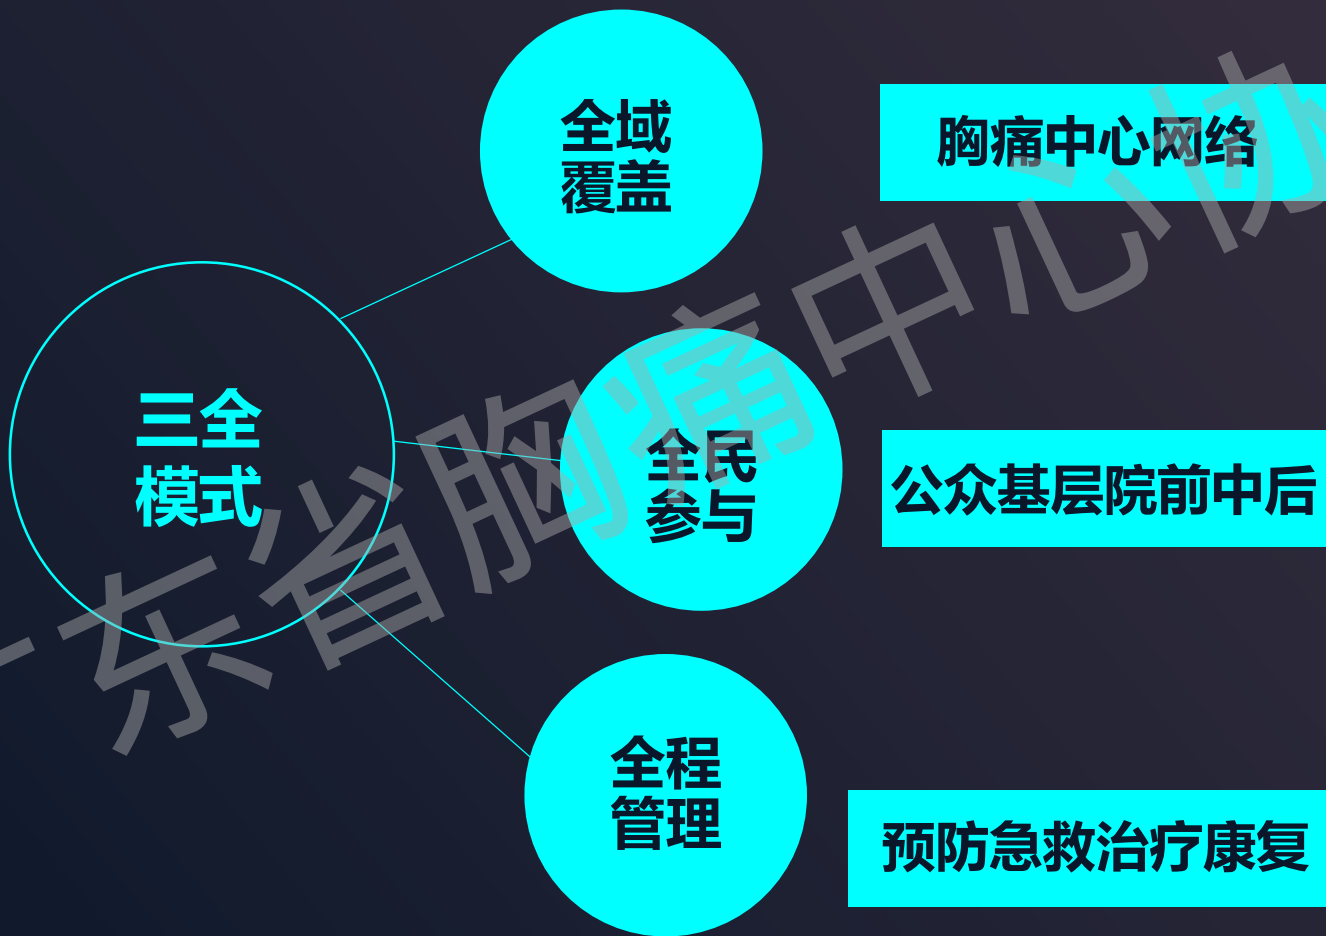 全域
覆盖
胸痛中心网络
三全
模式
全民
参与
公众基层院前中后
全程
管理
预防急救治疗康复
东省胸痛中心协